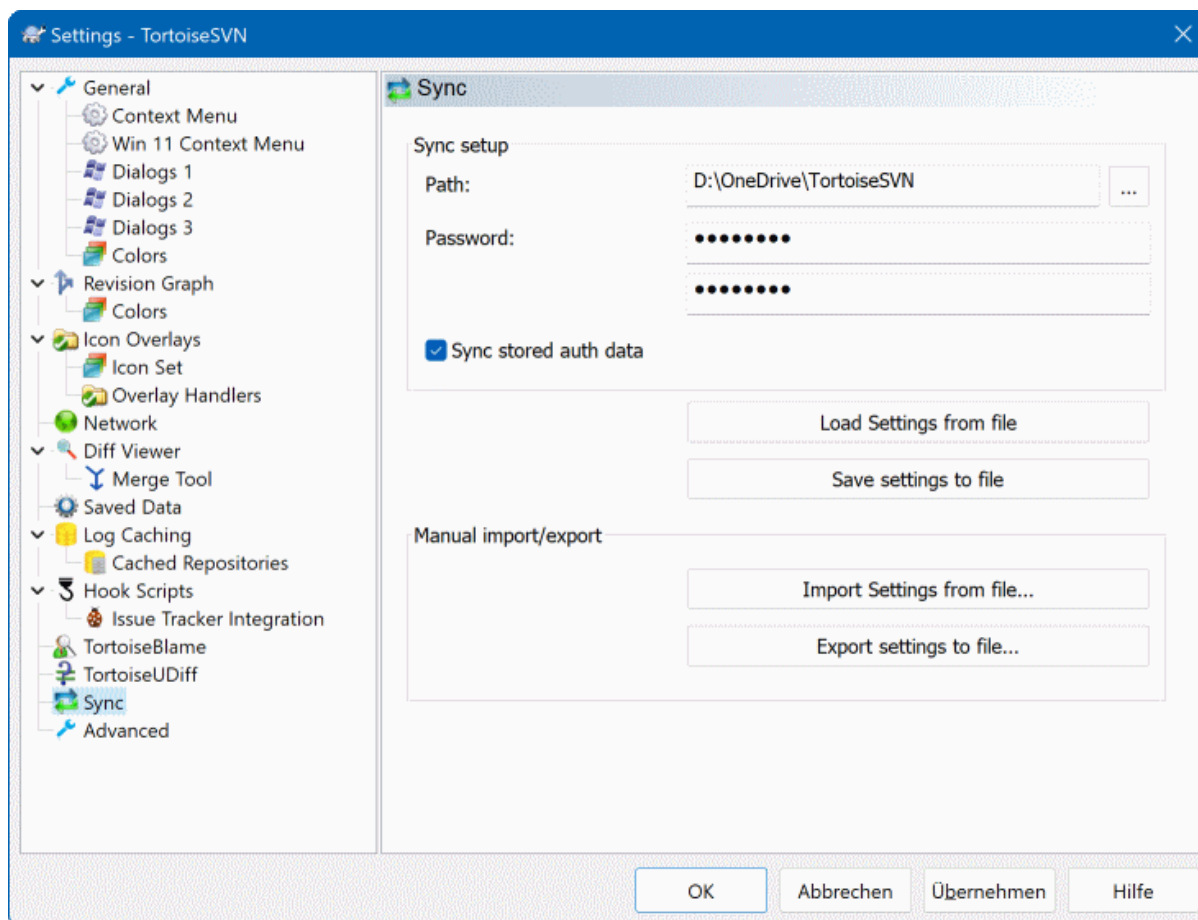 Settings - TortoiseSVN
General
Context Menu
Win 11 Context Menu
Dialogs 1
Dialogs 2
Dialogs 3
Colors
Revision Graph
Colors
Icon Overlays
Icon Set
Overlay Handlers
Network
Diff Viewer
Merge Tool
Saved Data
Log Caching
Cached Repositories
Hook Scripts
Issue Tracker Integration
TortoiseBlame
TortoiseUDiff
Sync
Advanced
Sync
Sync setup
Path: D:\OneDrive\TortoiseSVN ...
Password: ●●●●●●●●
●●●●●●●●
Sync stored auth data
Load Settings from file
Save settings to file
Manual import/export
Import Settings from file...
Export settings to file...
OK Abbrechen Übernehmen Hilfe